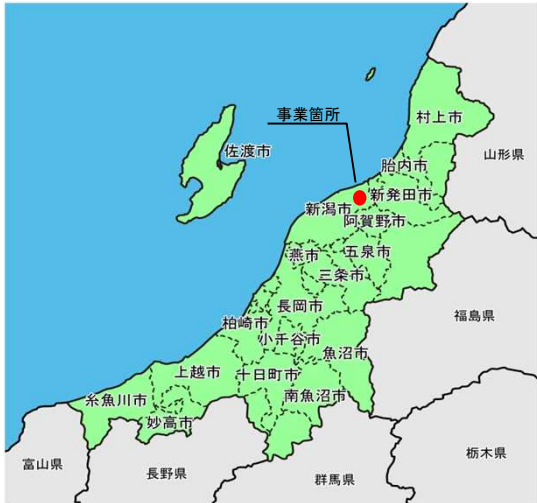 村上市
事業箇所
山形県
佐渡市
胎内市
新発田市
新潟市
阿賀野市
五泉市
燕市
三条市
長岡市
福島県
柏崎市
小千谷市
魚沼市
上越市
十日町市
糸魚川市
南魚沼市
妙高市
栃木県
富山県
長野県
群馬県